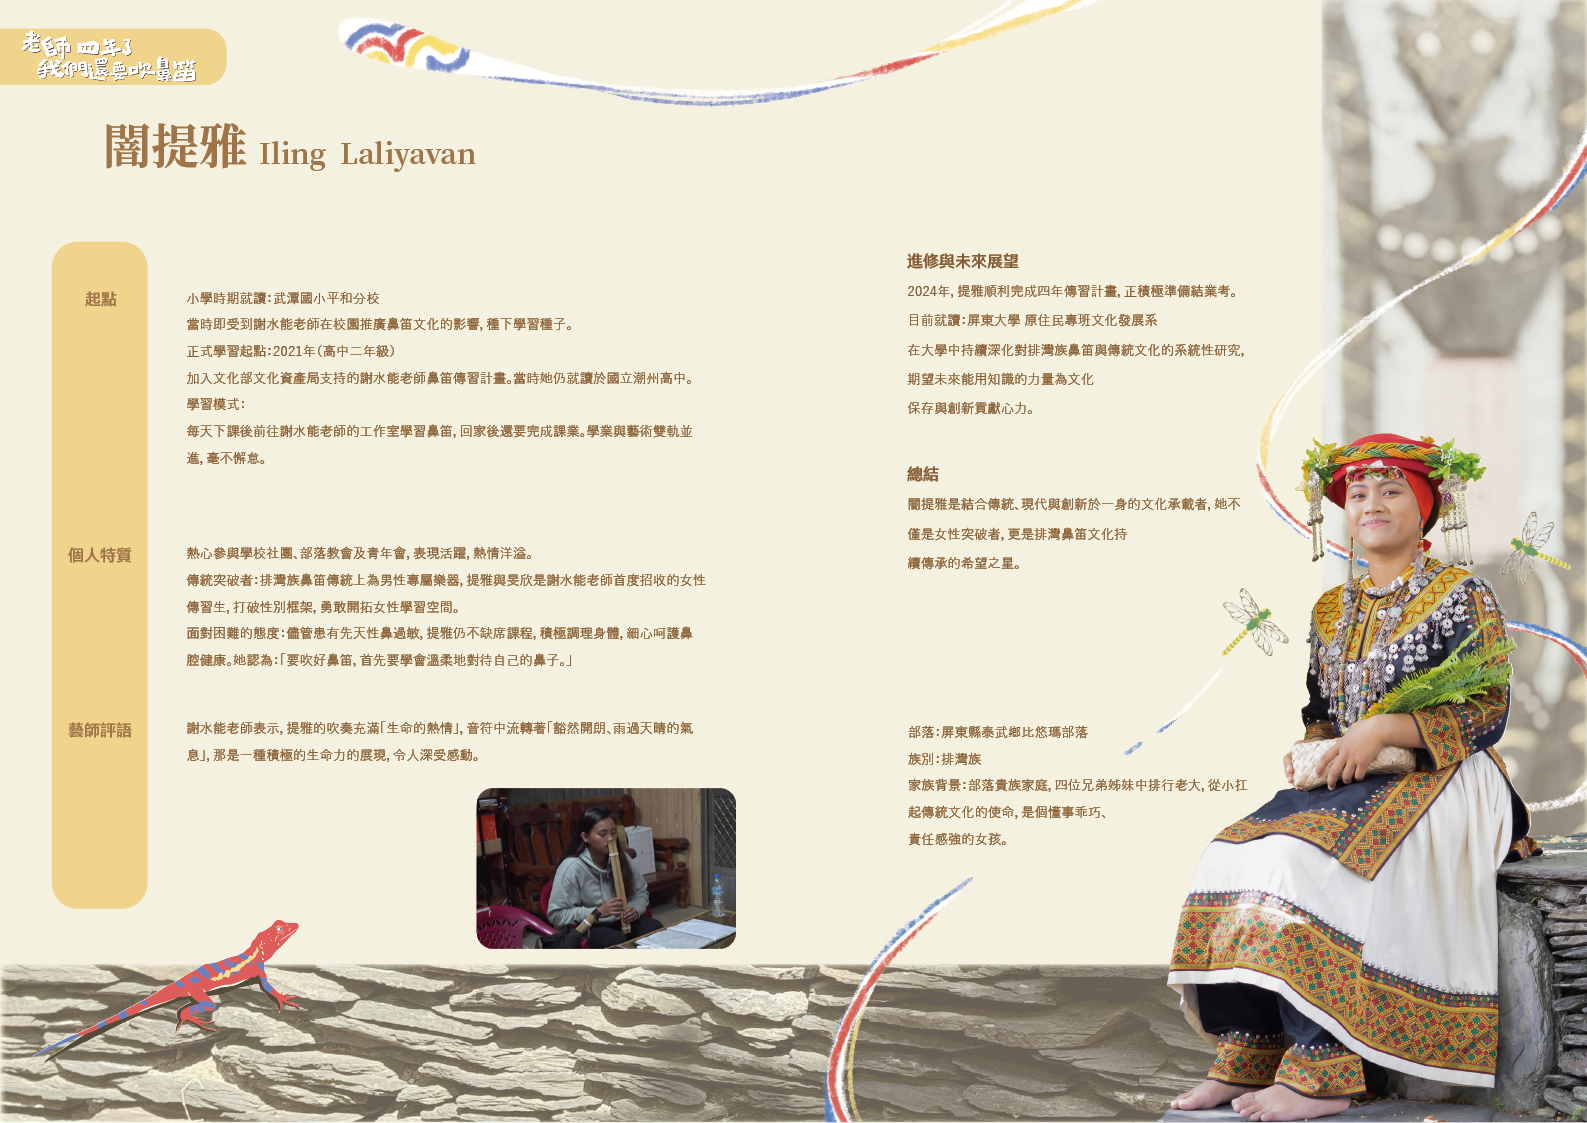 老師 四年了
我們還要吹鼻笛
闇提雅 Iling Laliyavan
起點
小學時期就讀：武潭國小平和分校
當時即受到謝水能老師在校園推廣鼻笛文化的影響，種下學習種子。
正式學習起點：2021年（高中二年級）
加入文化部文化資產局支持的謝水能老師鼻笛傳習計畫。當時她仍就讀於國立潮州高中。
學習模式：
每天下課後前往謝水能老師的工作室學習鼻笛，回家後還要完成課業。學業與藝術雙軌並
進，毫不懈怠。
個人特質
熱心參與學校社團、部落教會及青年會，表現活躍，熱情洋溢。
傳統突破者：排灣族鼻笛傳統上為男性專屬樂器，提雅與旻欣是謝水能老師首度招收的女性
傳習生，打破性別框架，勇敢開拓女性學習空間。
面對困難的態度：儘管患有先天性鼻過敏，提雅仍不缺席課程，積極調理身體，細心呵護鼻
腔健康。她認為：「要吹好鼻笛，首先要學會溫柔地對待自己的鼻子。」
藝師評語
謝水能老師表示，提雅的吹奏充滿「生命的熱情」，音符中流轉著「豁然開朗、雨過天晴的氣
息」，那是一種積極的生命力的展現，令人深受感動。
進修與未來展望
2024年，提雅順利完成四年傳習計畫，正積極準備結業考。
目前就讀：屏東大學 原住民專班文化發展系
在大學中持續深化對排灣族鼻笛與傳統文化的系統性研究，
期望未來能用知識的力量為文化
保存與創新貢獻心力。
總結
闇提雅是結合傳統、現代與創新於一身的文化承載者，她不
僅是女性突破者，更是排灣鼻笛文化持
續傳承的希望之星。
部落：屏東縣泰武鄉比悠瑪部落
族別：排灣族
家族背景：部落貴族家庭，四位兄弟姊妹中排行老大，從小扛
起傳統文化的使命，是個懂事乖巧、
責任感強的女孩。